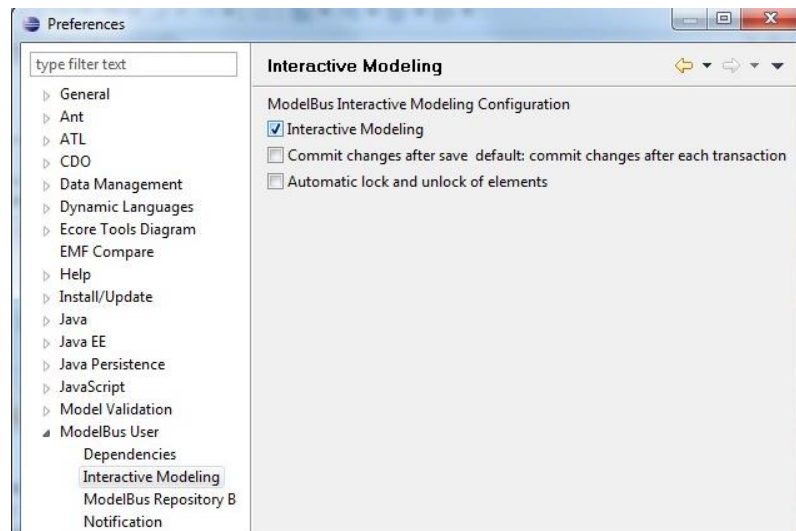 Preferences
type filter text
General
Ant
ATL
CDO
Data Management
Dynamic Languages
Ecore Tools Diagram
EMF Compare
Help
Install/Update
Java
Java EE
Java Persistence
JavaScript
Model Validation
ModelBus User
Dependencies
Interactive Modeling
ModelBus Repository B
Notification
Interactive Modeling
ModelBus Interactive Modeling Configuration
Interactive Modeling
Commit changes after save default: commit changes after each transaction
Automatic lock and unlock of elements